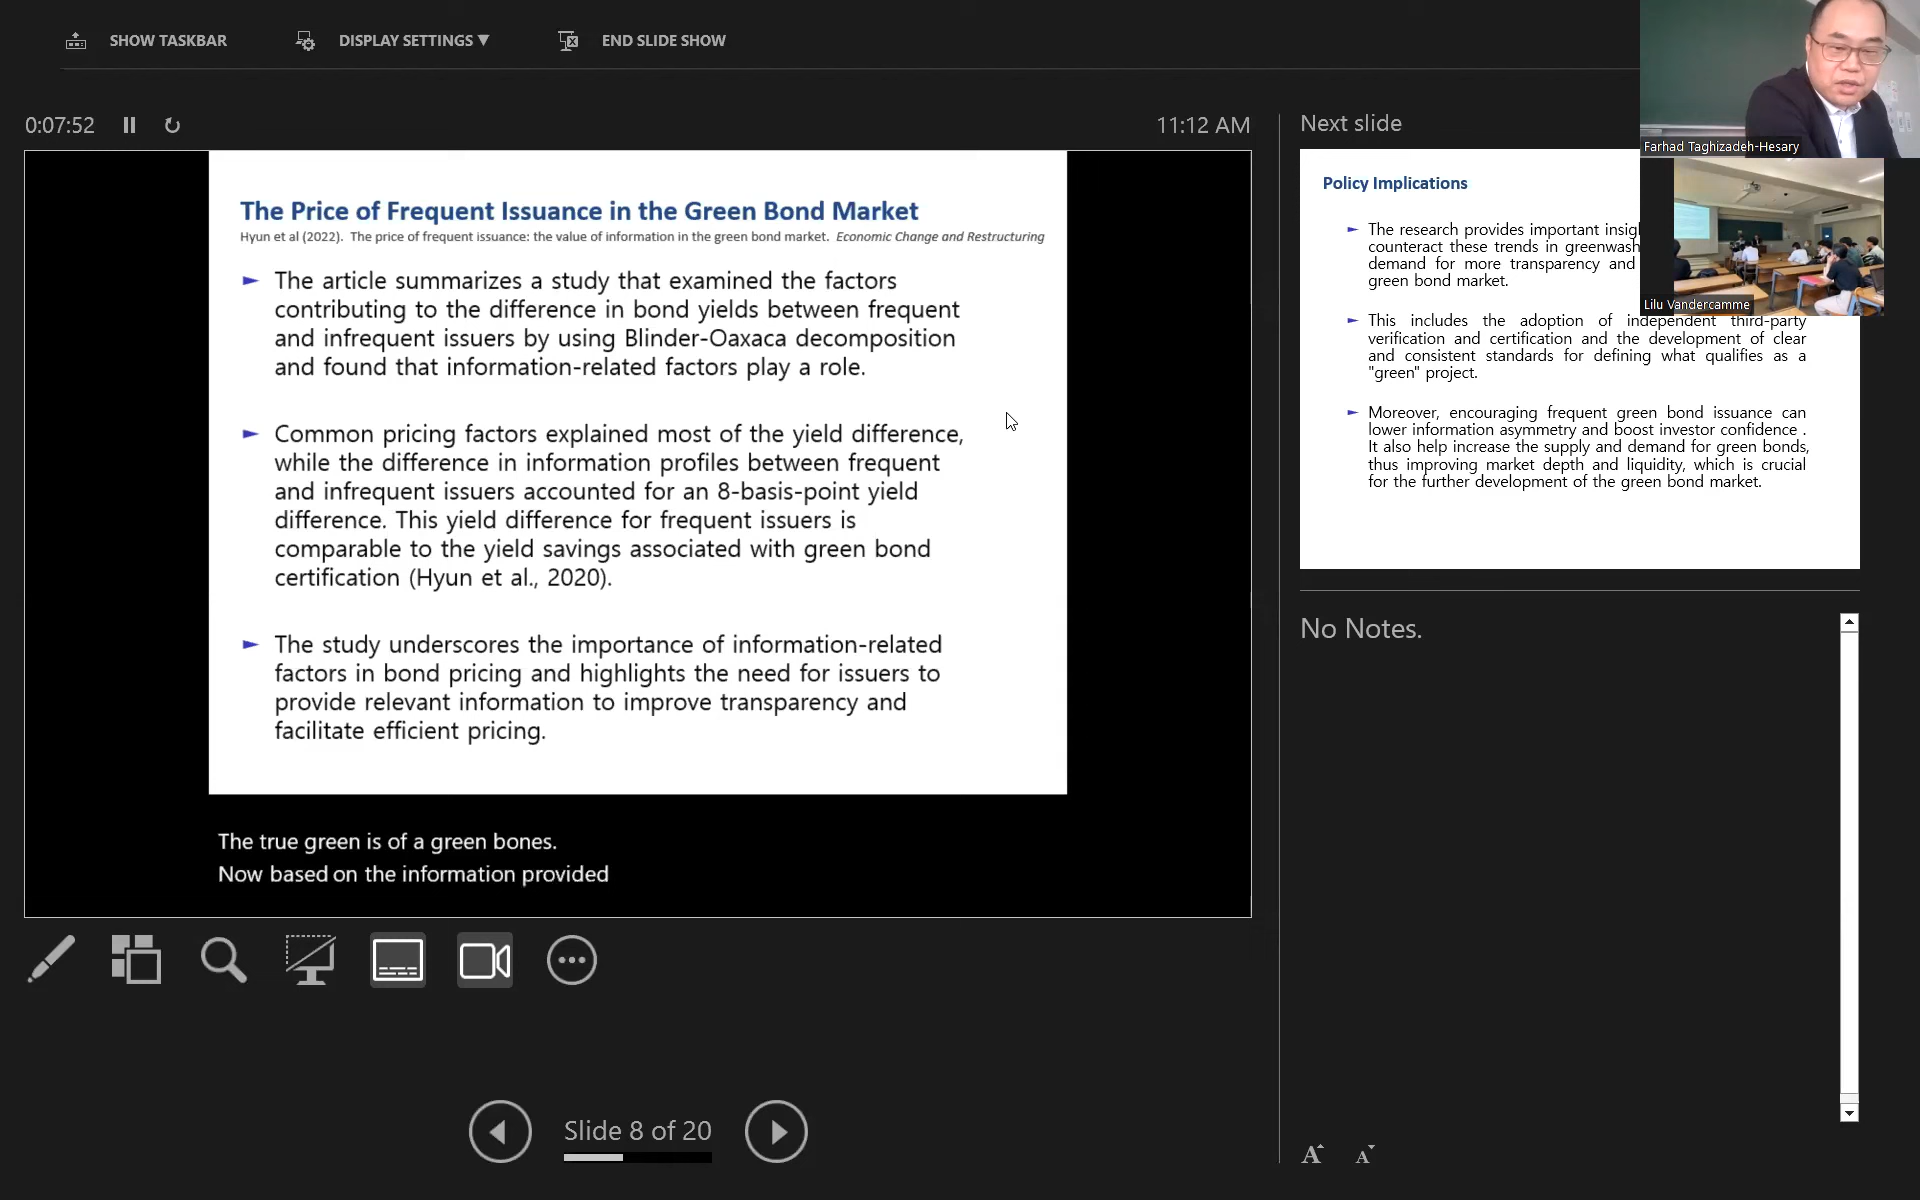 SHOW TASKBAR
DISPLAY SETTINGS ▼
END SLIDE SHOW
0:07:52
11:12 AM
The Price of Frequent Issuance in the Green Bond Market
Hyun et al (2022). The price of frequent issuance: the value of information in the green bond market. Economic Change and Restructuring
► The article summarizes a study that examined the factors
contributing to the difference in bond yields between frequent
and infrequent issuers by using Blinder-Oaxaca decomposition
and found that information-related factors play a role.
► Common pricing factors explained most of the yield difference,
while the difference in information profiles between frequent
and infrequent issuers accounted for an 8-basis-point yield
difference. This yield difference for frequent issuers is
comparable to the yield savings associated with green bond
certification (Hyun et al., 2020).
► The study underscores the importance of information-related
factors in bond pricing and highlights the need for issuers to
provide relevant information to improve transparency and
facilitate efficient pricing.
The true green is of a green bones.
Now based on the information provided
Slide 8 of 20
Next slide
Policy Implications
► The research provides important
counteract these trends in
demand for more transparency and
green bond market.
► This includes the adoption of independent third-party
verification and certification and the development of clear
and consistent standards for defining what qualifies as a
"green" project.
► Moreover, encouraging frequent green bond issuance can
lower information asymmetry and boost investor confidence .
It also help increase the supply and demand for green bonds,
thus improving market depth and liquidity, which is crucial
for the further development of the green bond market.
Farhad Taghizadeh-Hesary
Lilu Vandercamme
No Notes.
A A